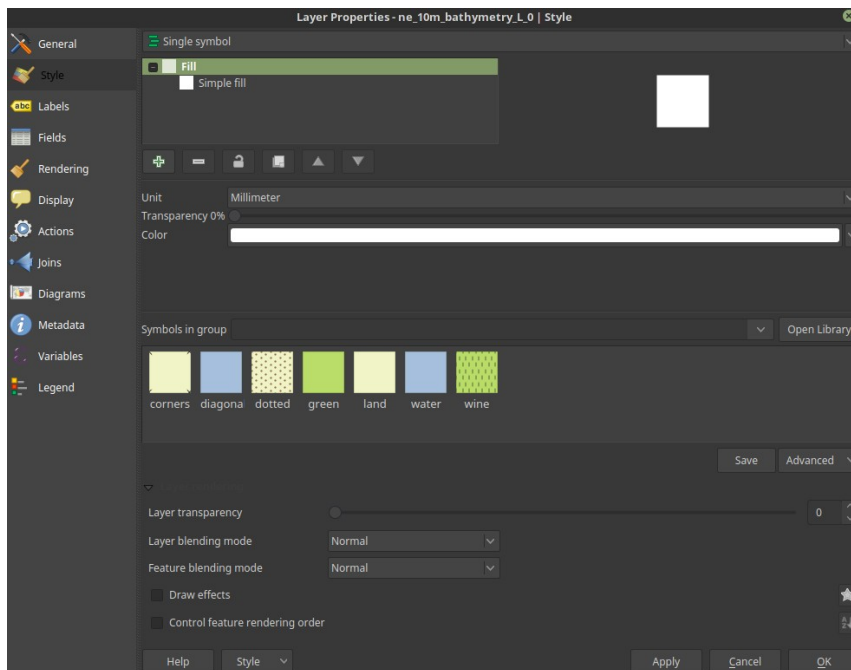 Layer Properties - ne_10m_bathymetry_L_0 | Style
General
Style
abc Labels
Fields
Rendering
Display
Actions
Joins
Diagrams
Metadata
Variables
Legend
Single symbol
Fill
Simple fill
Unit Millimeter
Transparency 0%
Color
Symbols in group Open Library
corners diagona dotted green land water wine
Save Advanced
Layer transparency 0
Layer blending mode Normal
Feature blending mode Normal
Draw effects
Control feature rendering order
Help Style Apply Cancel OK